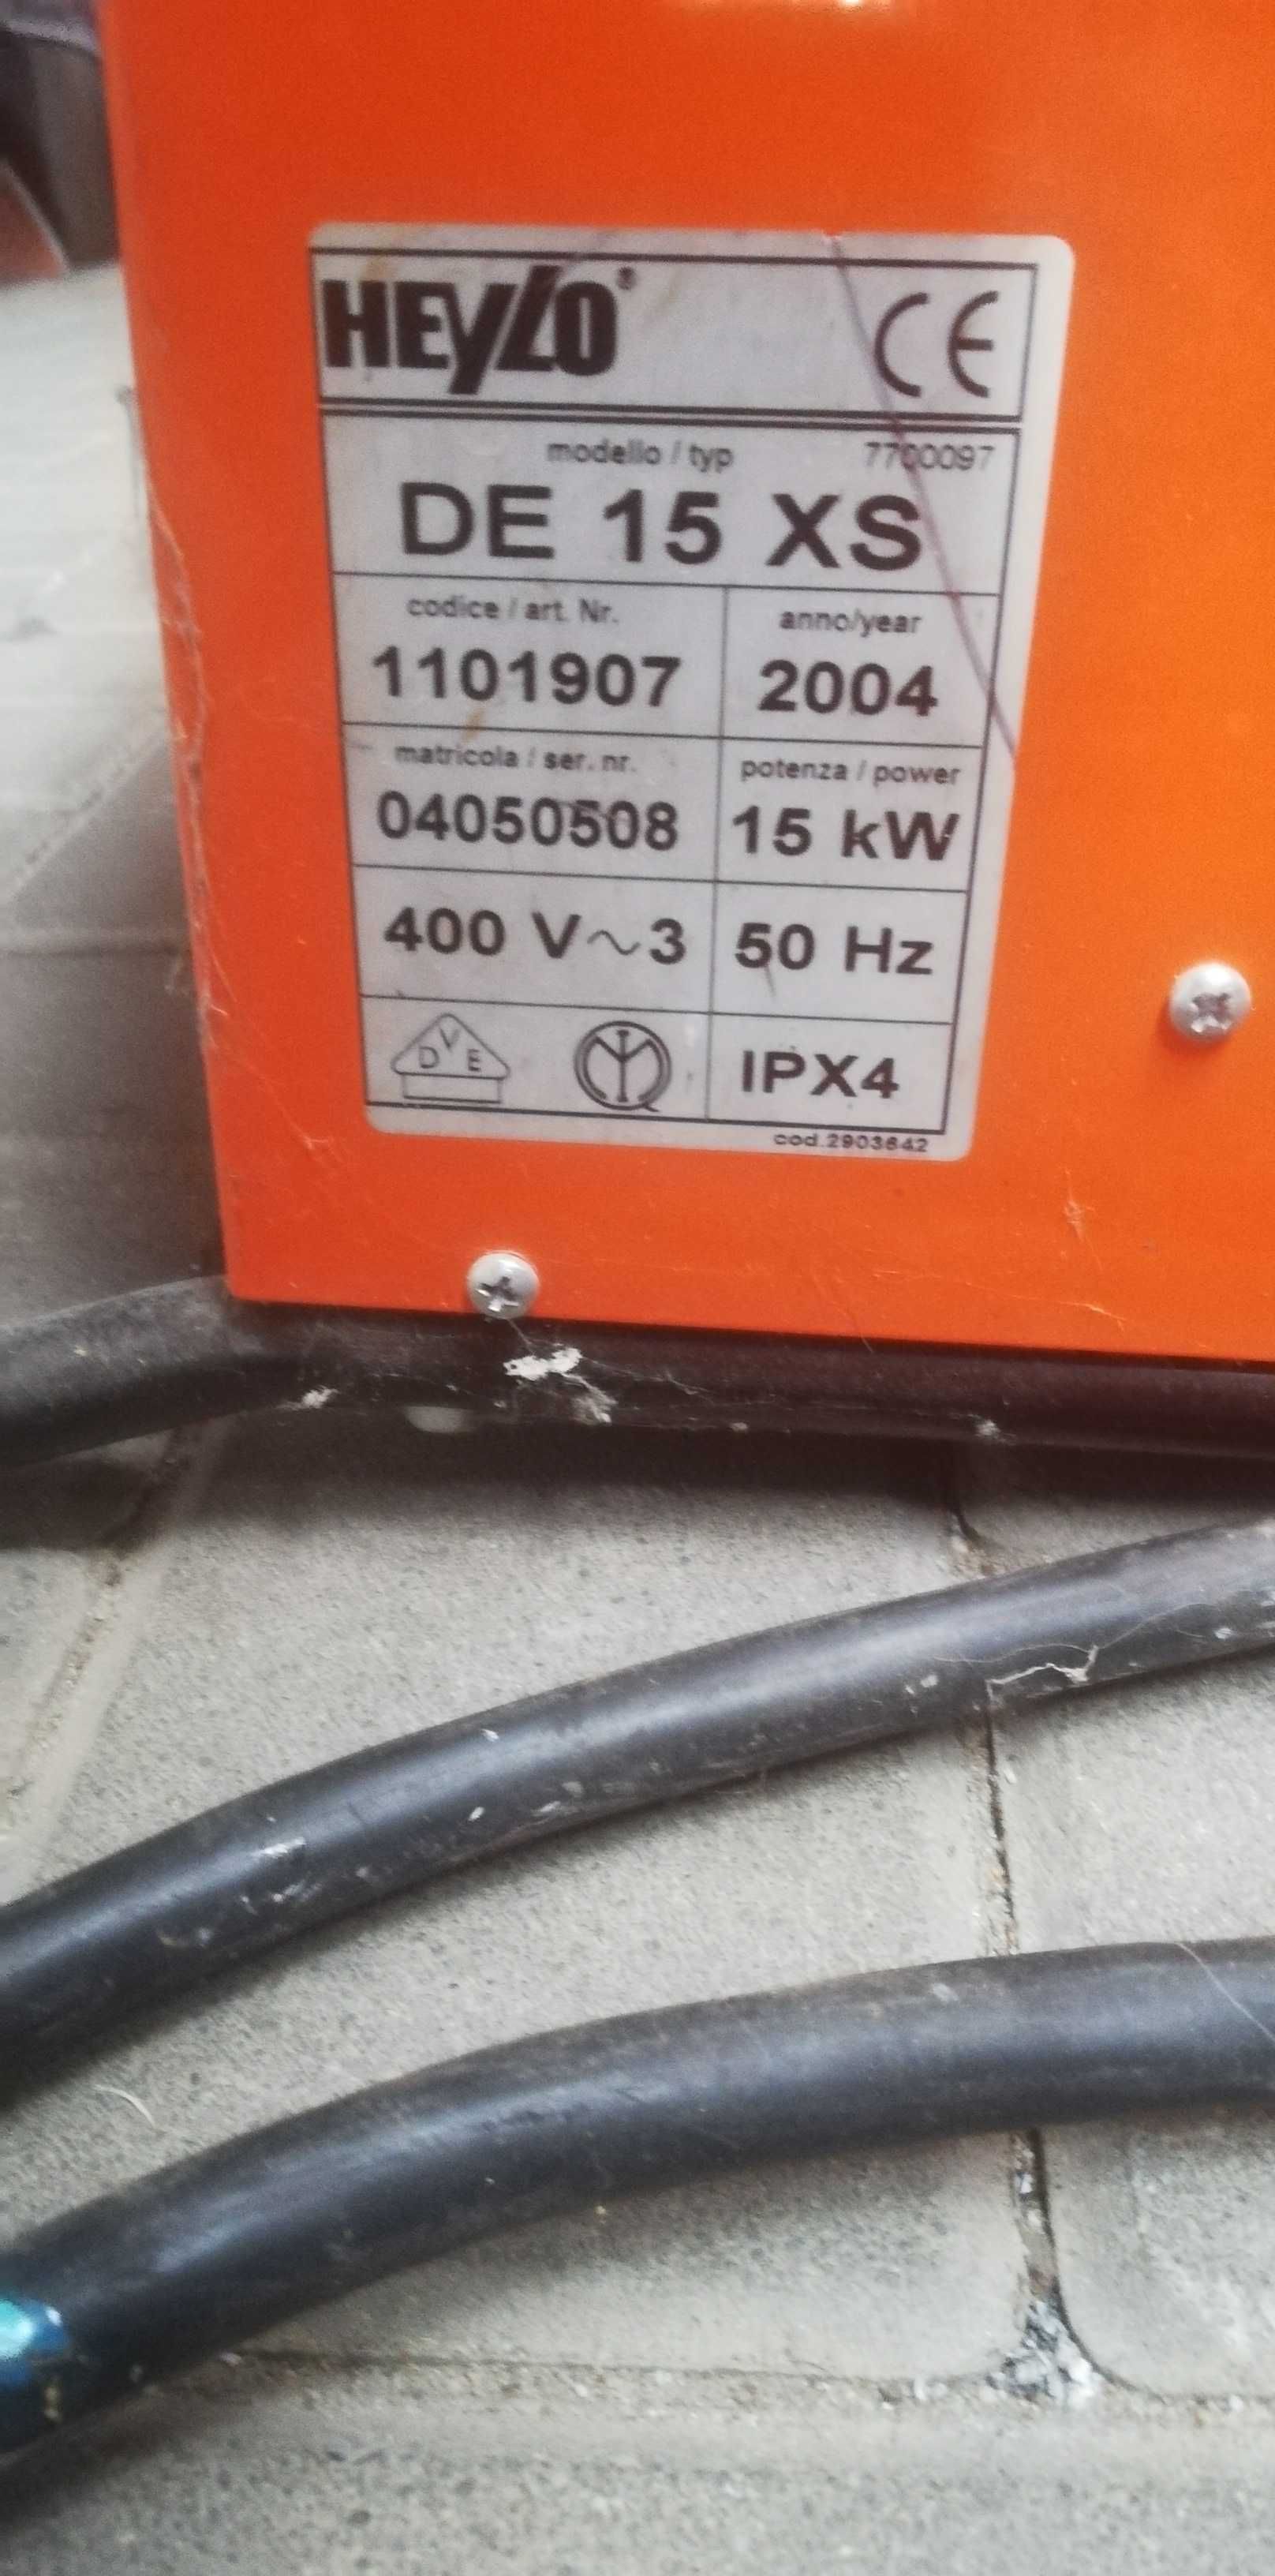 HEYLO® CE
modello / typ 7700097
DE 15 XS
codice / art. Nr. anno/year
1101907 2004
matricola / ser. nr. potenza / power
04050508 15 kW
400 V~3 50 Hz
DVE IPX4
cod.2903642